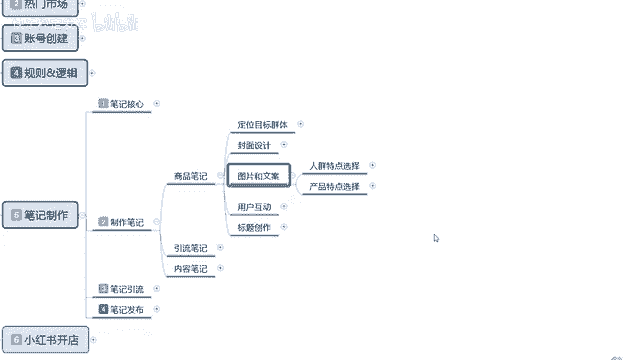 2 热门市场
3 账号创建
4 规则&逻辑
5 笔记制作
1 笔记核心
2 制作笔记
商品笔记
定位目标群体
封面设计
图片和文案
人群特点选择
产品特点选择
用户互动
标题创作
引流笔记
内容笔记
3 笔记引流
4 笔记发布
6 小红书开店